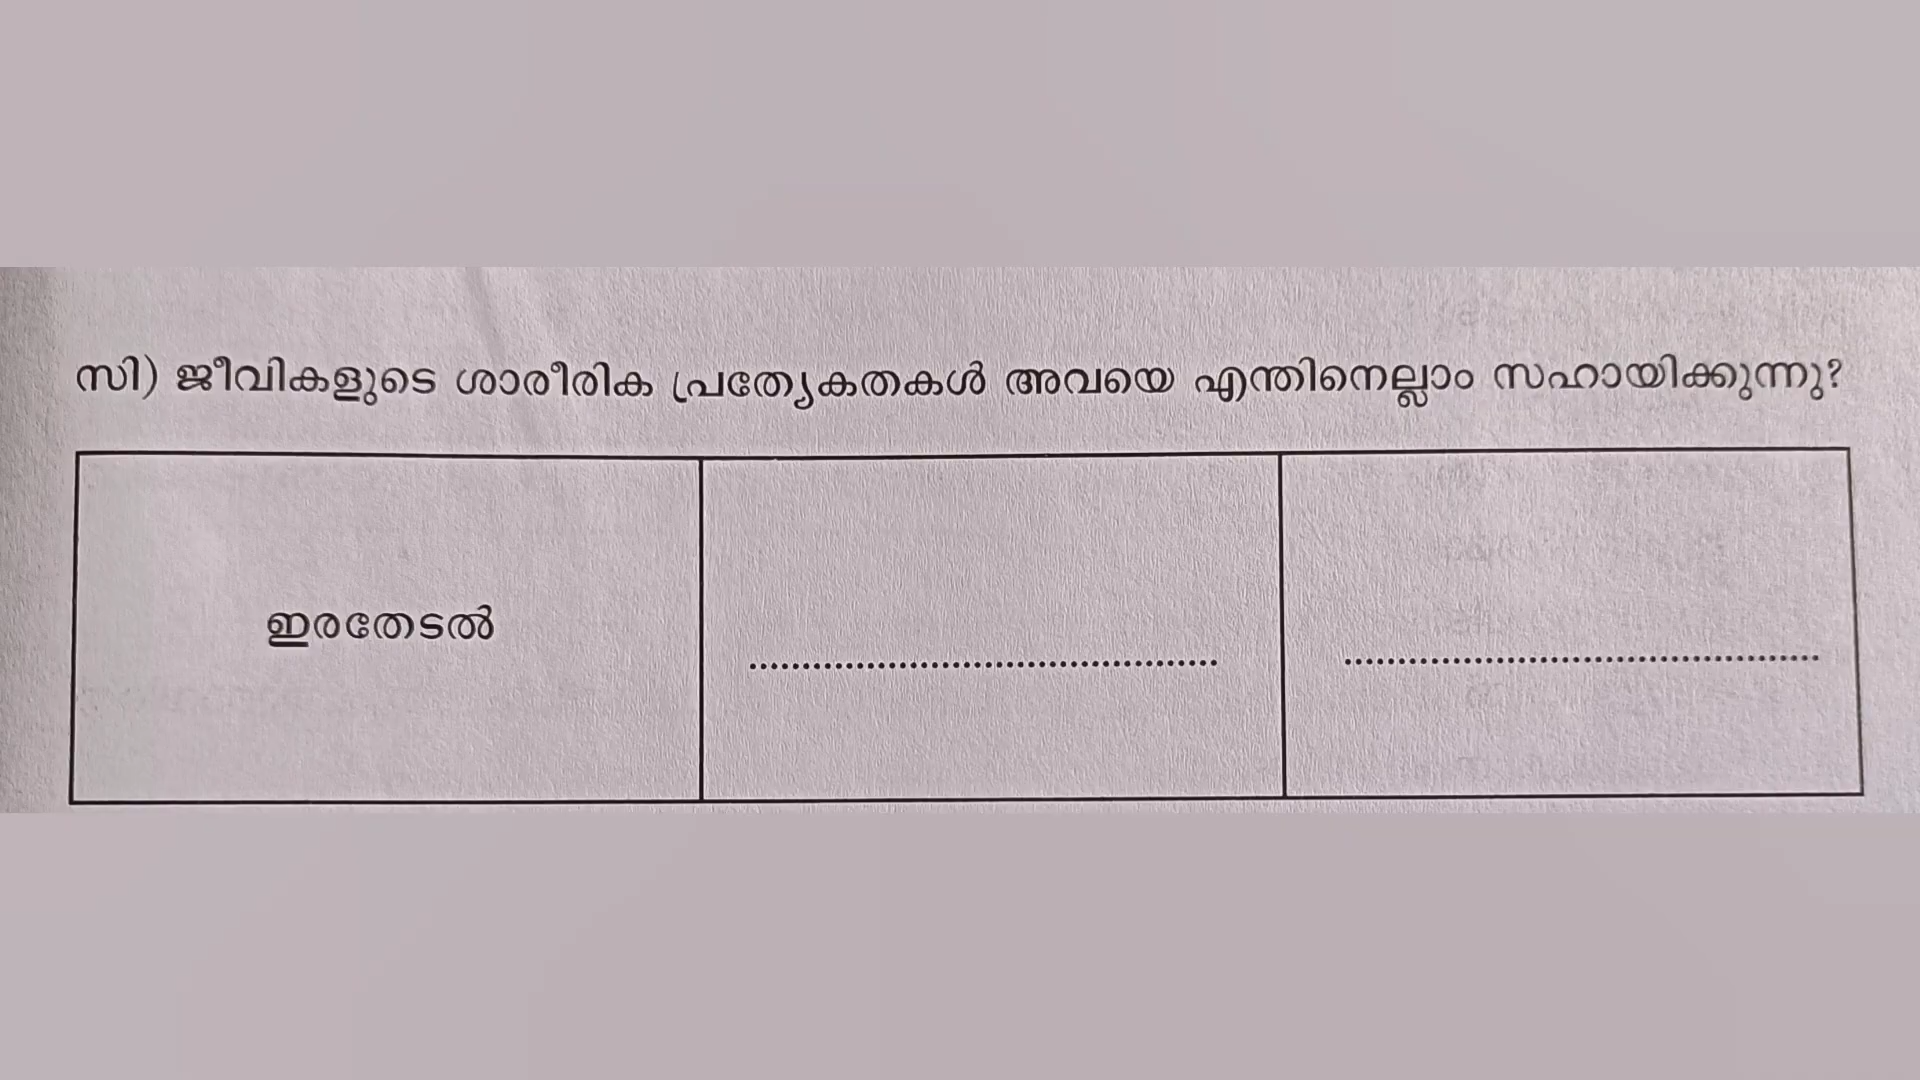 സി) ജീവികളുടെ ശാരീരിക പ്രത്യേകതകൾ അവയെ എന്തിനെല്ലാം സഹായിക്കുന്നു?
ഇരതേടൽ
............................................ ............................................